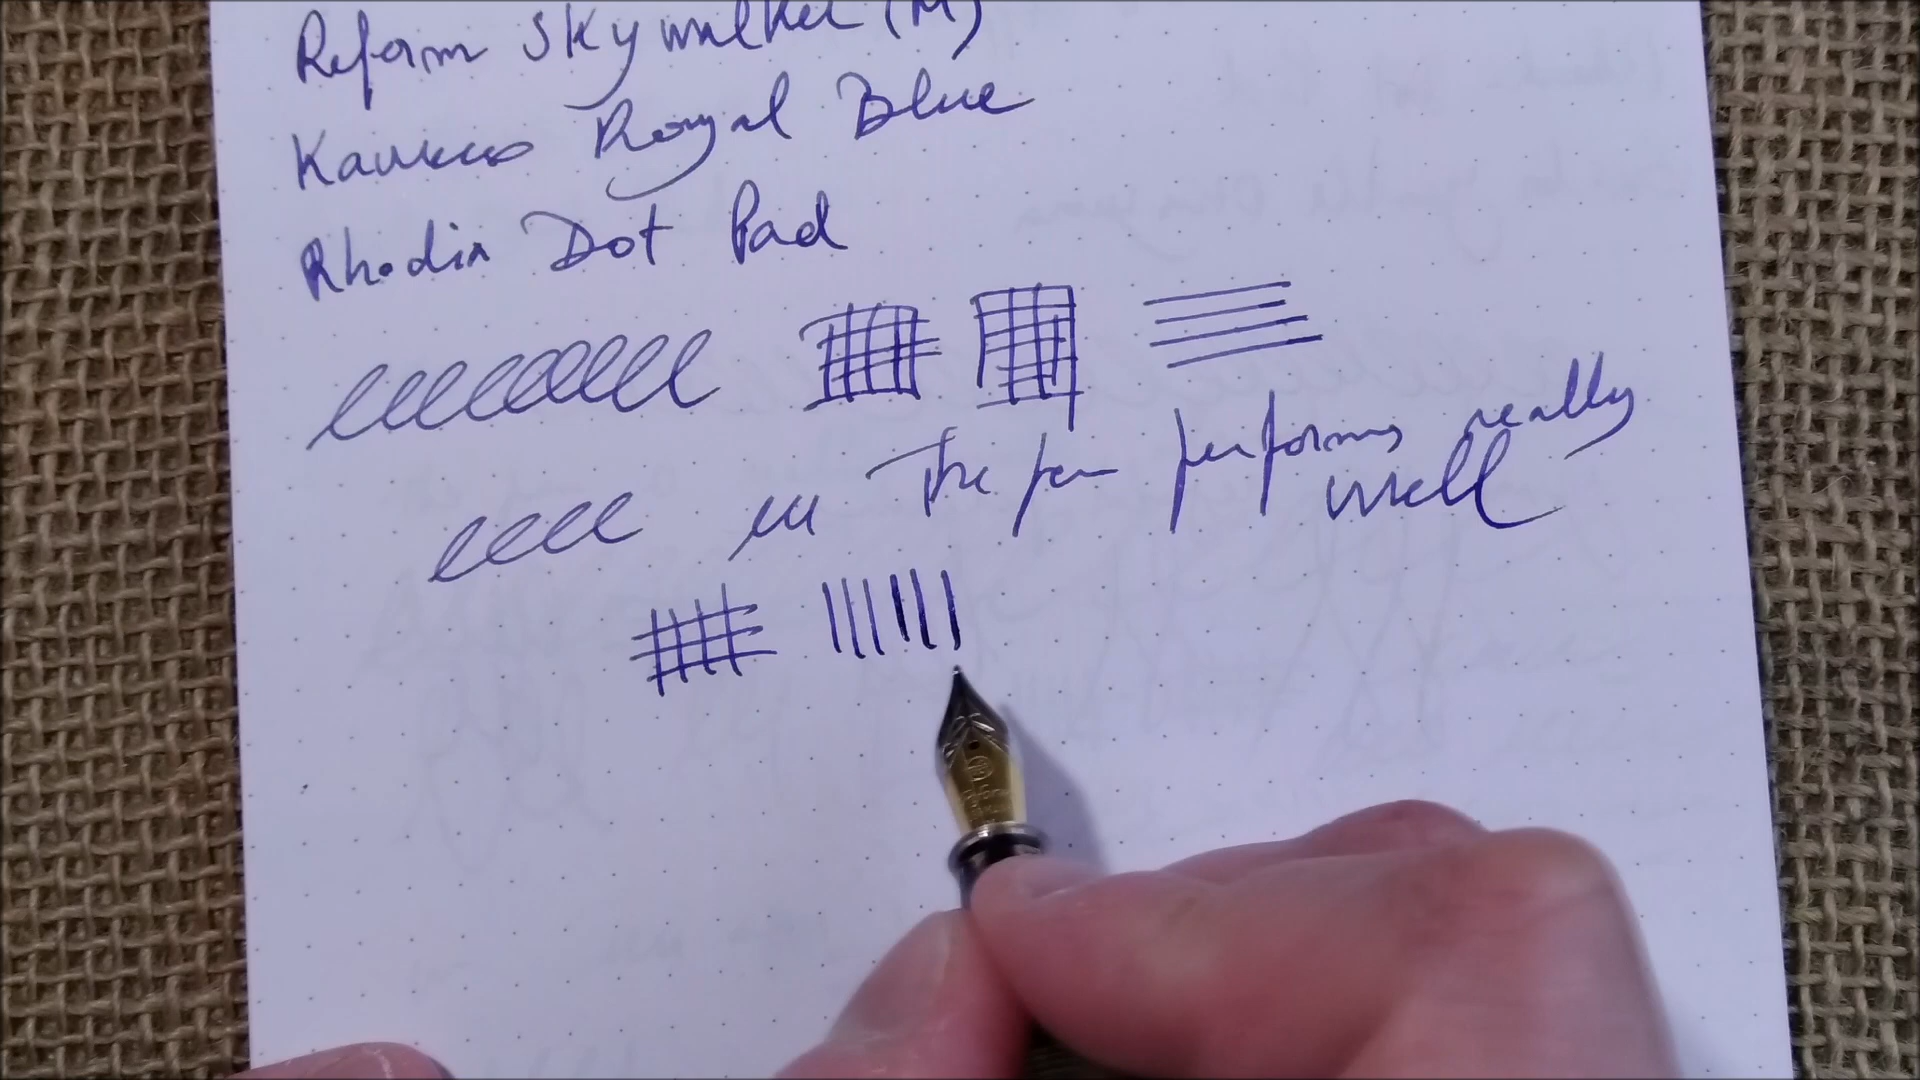 Reform Skywalker (M)
Kaweco Royal Blue
Rhodia Dot Pad
The pen performs really
well